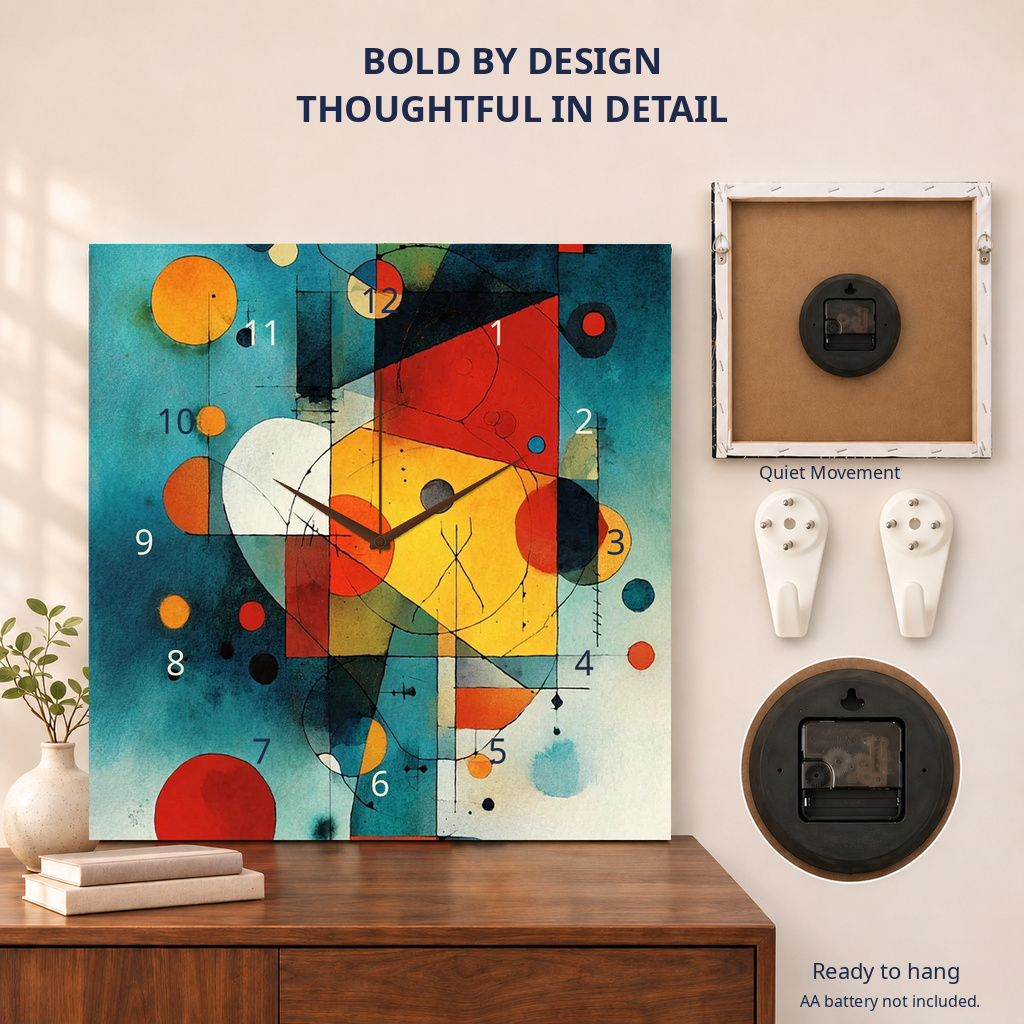 BOLD BY DESIGN
THOUGHTFUL IN DETAIL
12
11
1
10
2
9
3
8
4
7
5
6
Quiet Movement
Ready to hang
AA battery not included.